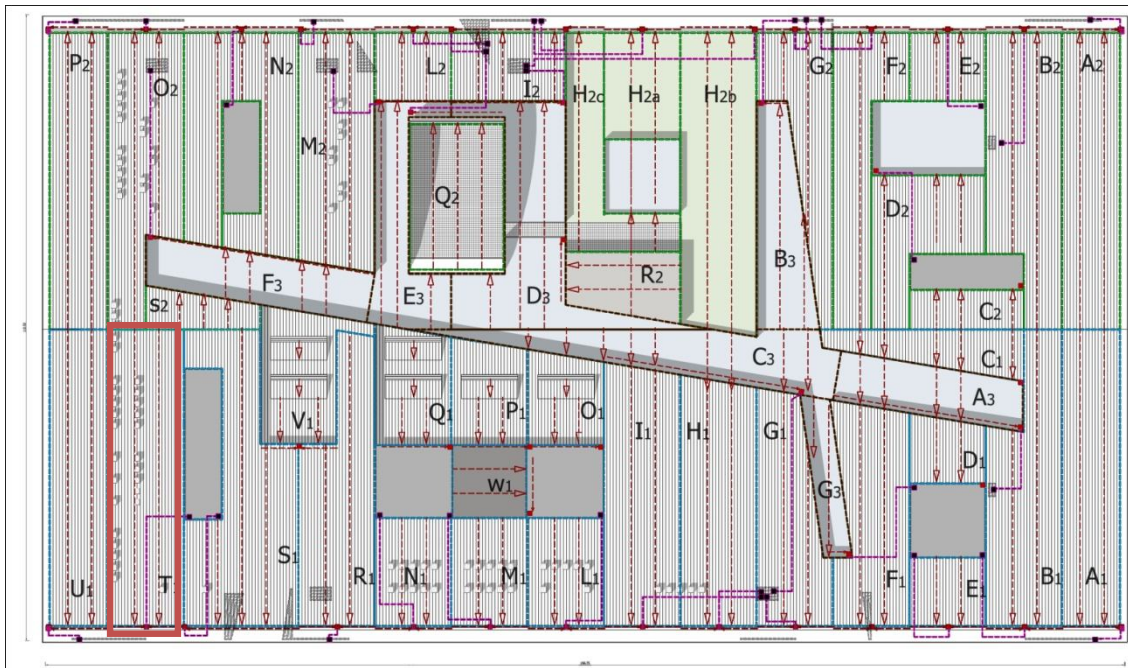 P2 O2 N2 L2 I2 G2 F2 E2 B2 A2
H2c H2a H2b
M2
Q2 D2
R2 B3
F3 E3 D3
s2 C2
C3 C1
A3
V1 Q1 P1 O1 I1 H1 G1
D1
w1 G3
S1
U1 T1 R1 N1 M1 L1 F1 E1 B1 A1